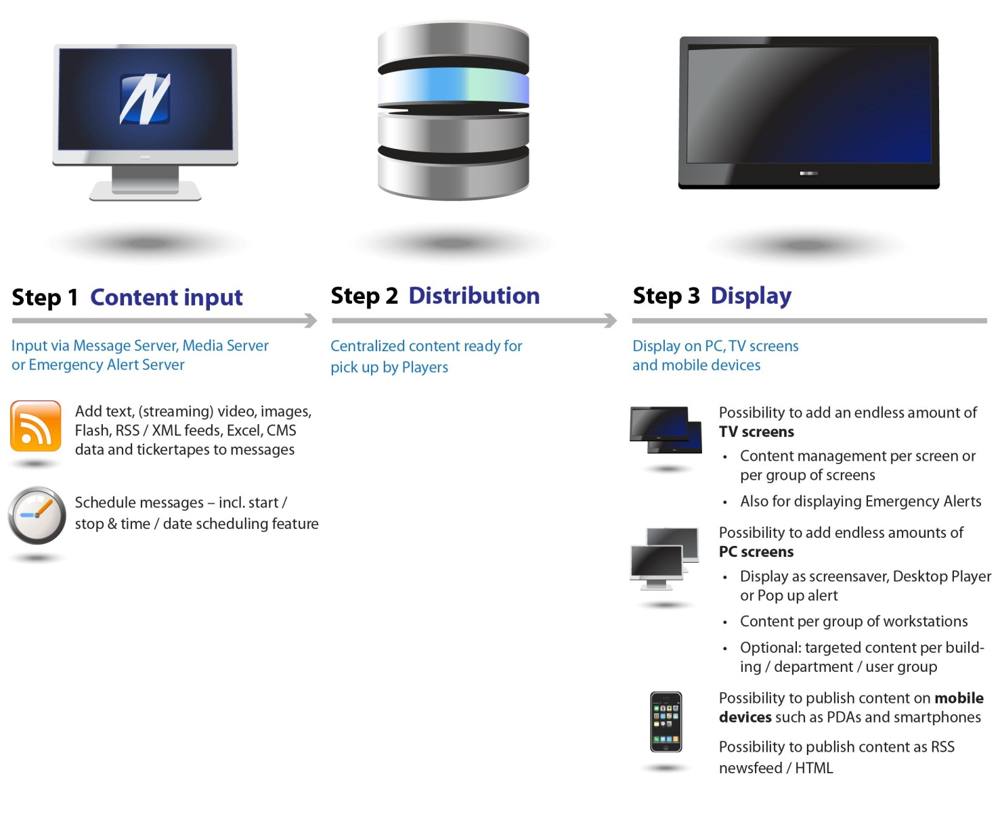 Step 1 Content input
Input via Message Server, Media Server
or Emergency Alert Server
Add text, (streaming) video, images,
Flash, RSS / XML feeds, Excel, CMS
data and tickertapes to messages
Schedule messages – incl. start /
stop & time / date scheduling feature
Step 2 Distribution
Centralized content ready for
pick up by Players
Step 3 Display
Display on PC, TV screens
and mobile devices
Possibility to add an endless amount of
TV screens
• Content management per screen or
per group of screens
• Also for displaying Emergency Alerts
Possibility to add endless amounts of
PC screens
• Display as screensaver, Desktop Player
or Pop up alert
• Content per group of workstations
• Optional: targeted content per build-
ing / department / user group
Possibility to publish content on mobile
devices such as PDAs and smartphones
Possibility to publish content as RSS
newsfeed / HTML